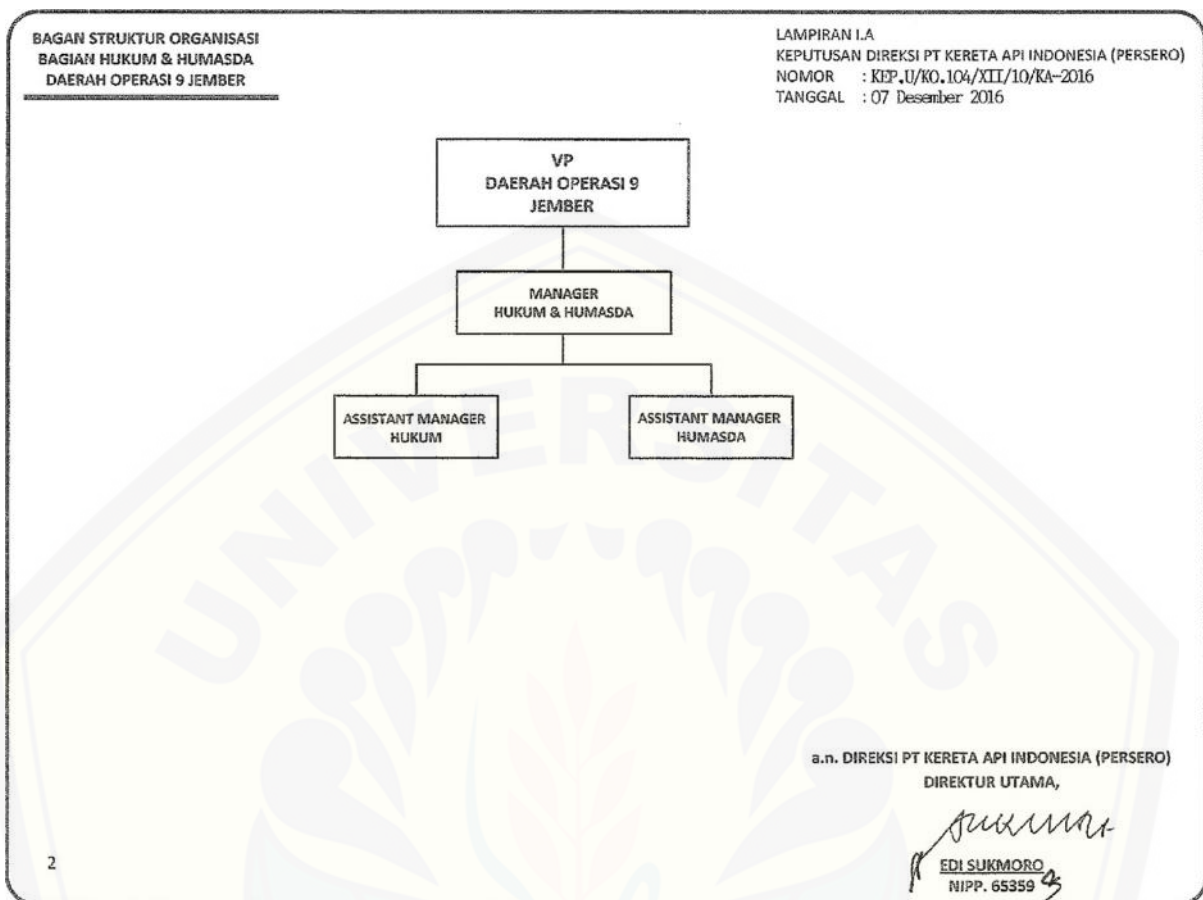 BAGAN STRUKTUR ORGANISASI
BAGIAN HUKUM & HUMASDA
DAERAH OPERASI 9 JEMBER
LAMPIRAN I.A
KEPUTUSAN DIREKSI PT KERETA API INDONESIA (PERSERO)
NOMOR : KEP.U/KO.104/XII/10/KA-2016
TANGGAL : 07 Desember 2016
VP
DAERAH OPERASI 9
JEMBER
MANAGER
HUKUM & HUMASDA
ASSISTANT MANAGER
HUKUM
ASSISTANT MANAGER
HUMASDA
UNIVERSITAS
a.n. DIREKSI PT KERETA API INDONESIA (PERSERO)
DIREKTUR UTAMA,
EDI SUKMORO
NIPP. 65359
2